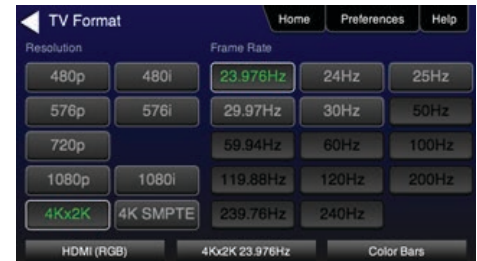 TV Format Home Preferences Help
Resolution Frame Rate
480p 480i 23.976Hz 24Hz 25Hz
576p 576i 29.97Hz 30Hz 50Hz
720p 59.94Hz 60Hz 100Hz
1080p 1080i 119.88Hz 120Hz 200Hz
4Kx2K 4K SMPTE 239.76Hz 240Hz
HDMI (RGB) 4Kx2K 23.976Hz Color Bars